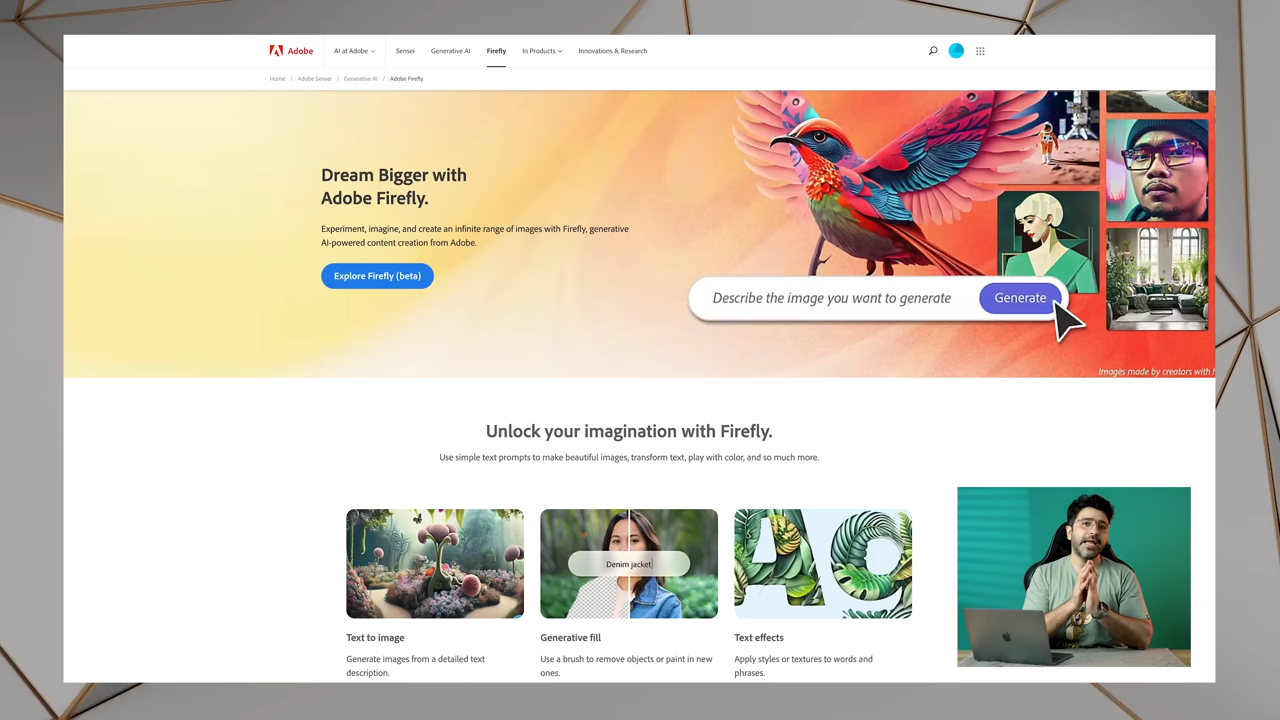 Adobe
AI at Adobe
Sensei
Generative AI
Firefly
In Products
Innovations & Research
Home / Adobe Sensei / Generative AI / Adobe Firefly
Dream Bigger with
Adobe Firefly.
Experiment, imagine, and create an infinite range of images with Firefly, generative
AI-powered content creation from Adobe.
Explore Firefly (beta)
Describe the image you want to generate
Generate
Images made by creators with
Unlock your imagination with Firefly.
Use simple text prompts to make beautiful images, transform text, play with color, and so much more.
Denim jacket
AO
Text to image
Generate images from a detailed text
description.
Generative fill
Use a brush to remove objects or paint in new
ones.
Text effects
Apply styles or textures to words and
phrases.